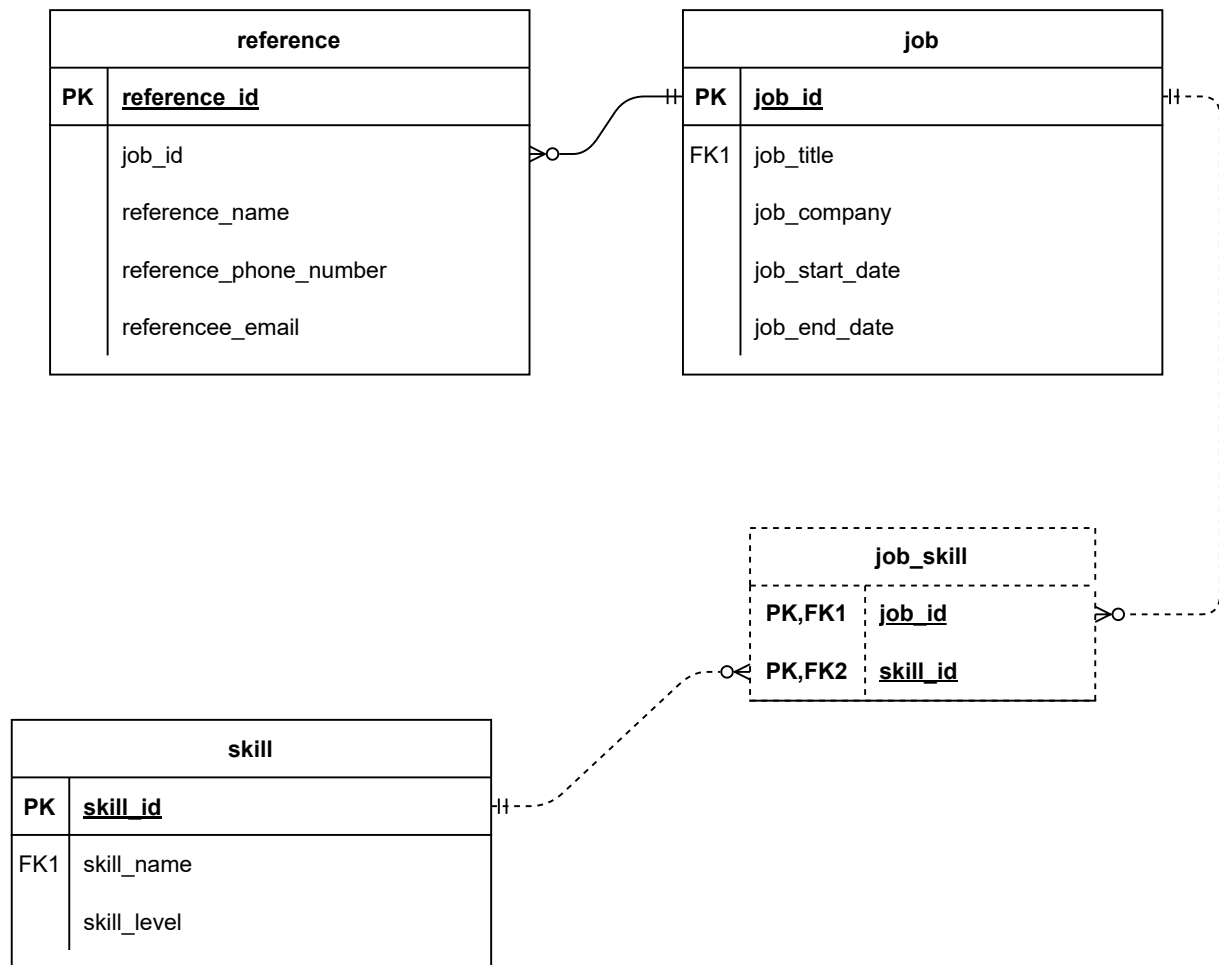 reference
PK reference_id
job_id
reference_name
reference_phone_number
referencee_email
job
PK job_id
FK1 job_title
job_company
job_start_date
job_end_date
job_skill
PK,FK1 job_id
PK,FK2 skill_id
skill
PK skill_id
FK1 skill_name
skill_level